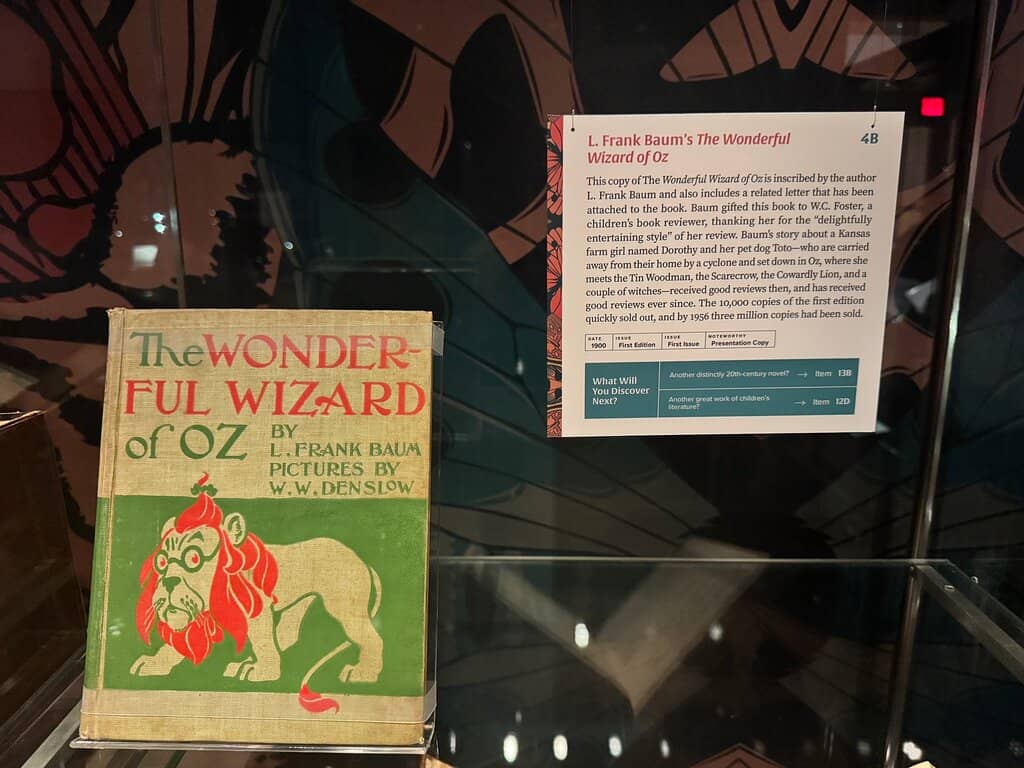 The WONDER-
FUL WIZARD
of OZ BY
L. FRANK BAUM
PICTURES BY
W. W. DENSLOW
L. Frank Baum's The Wonderful
Wizard of Oz
4B
This copy of The Wonderful Wizard of Oz is inscribed by the author
L. Frank Baum and also includes a related letter that has been
attached to the book. Baum gifted this book to W.C. Foster, a
children's book reviewer, thanking her for the "delightfully
entertaining style" of her review. Baum's story about a Kansas
farm girl named Dorothy and her pet dog Toto—who are carried
away from their home by a cyclone and set down in Oz, where she
meets the Tin Woodman, the Scarecrow, the Cowardly Lion, and a
couple of witches—received good reviews then, and has received
good reviews ever since. The 10,000 copies of the first edition
quickly sold out, and by 1956 three million copies had been sold.
DATE ISSUE ISSUE NOTEWORTHY
1900 First Edition First Issue Presentation Copy
What Will
You Discover
Next?
Another distinctly 20th-century novel? → Item 13B
Another great work of children's
literature? → Item 12D